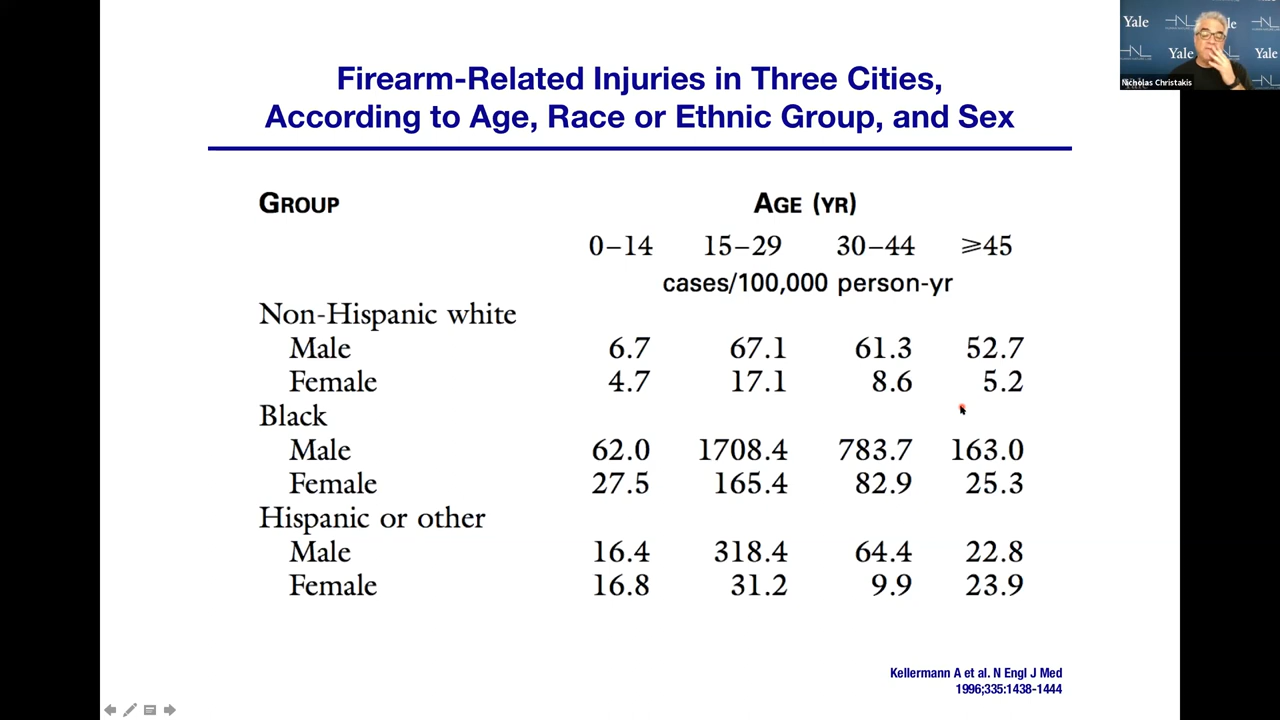 Firearm-Related Injuries in Three Cities,
According to Age, Race or Ethnic Group, and Sex
GROUP AGE (YR)
0–14 15–29 30–44 ≥45
cases/100,000 person-yr
Non-Hispanic white
Male 6.7 67.1 61.3 52.7
Female 4.7 17.1 8.6 5.2
Black
Male 62.0 1708.4 783.7 163.0
Female 27.5 165.4 82.9 25.3
Hispanic or other
Male 16.4 318.4 64.4 22.8
Female 16.8 31.2 9.9 23.9
Kellermann A et al. N Engl J Med
1996;335:1438-1444
Yale
Yale Yale
Nicholas Christakis